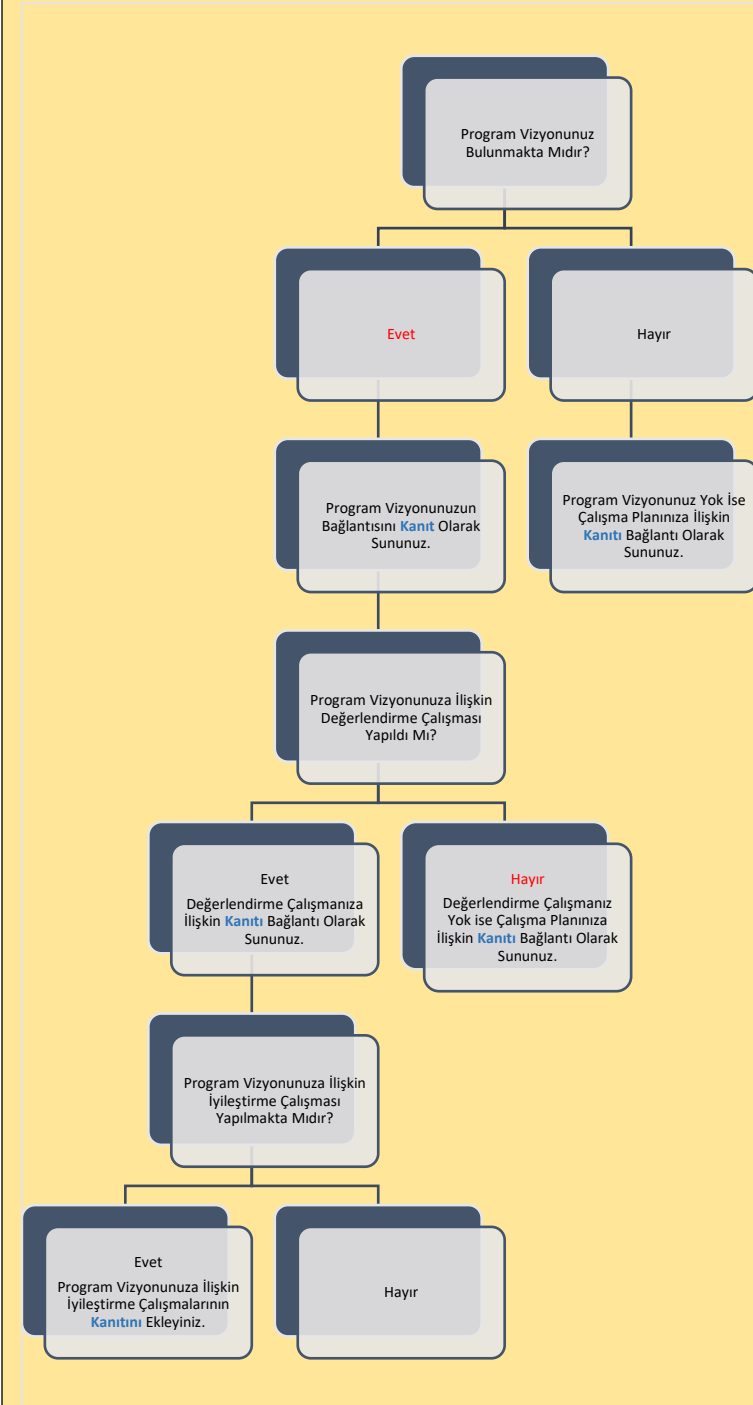 Program Vizyonunuz
Bulunmakta Mıdır?
Evet
Hayır
Program Vizyonunuzun
Bağlantısını Kanıt Olarak
Sununuz.
Program Vizyonunuz Yok İse
Çalışma Planınıza İlişkin
Kanıtı Bağlantı Olarak
Sununuz.
Program Vizyonunuza İlişkin
Değerlendirme Çalışması
Yapıldı Mı?
Evet
Değerlendirme Çalışmanıza
İlişkin Kanıtı Bağlantı Olarak
Sununuz.
Hayır
Değerlendirme Çalışmanız
Yok ise Çalışma Planınıza
İlişkin Kanıtı Bağlantı Olarak
Sununuz.
Program Vizyonunuza İlişkin
İyileştirme Çalışması
Yapılmakta Mıdır?
Evet
Program Vizyonunuza İlişkin
İyileştirme Çalışmalarının
Kanıtını Ekleyiniz.
Hayır